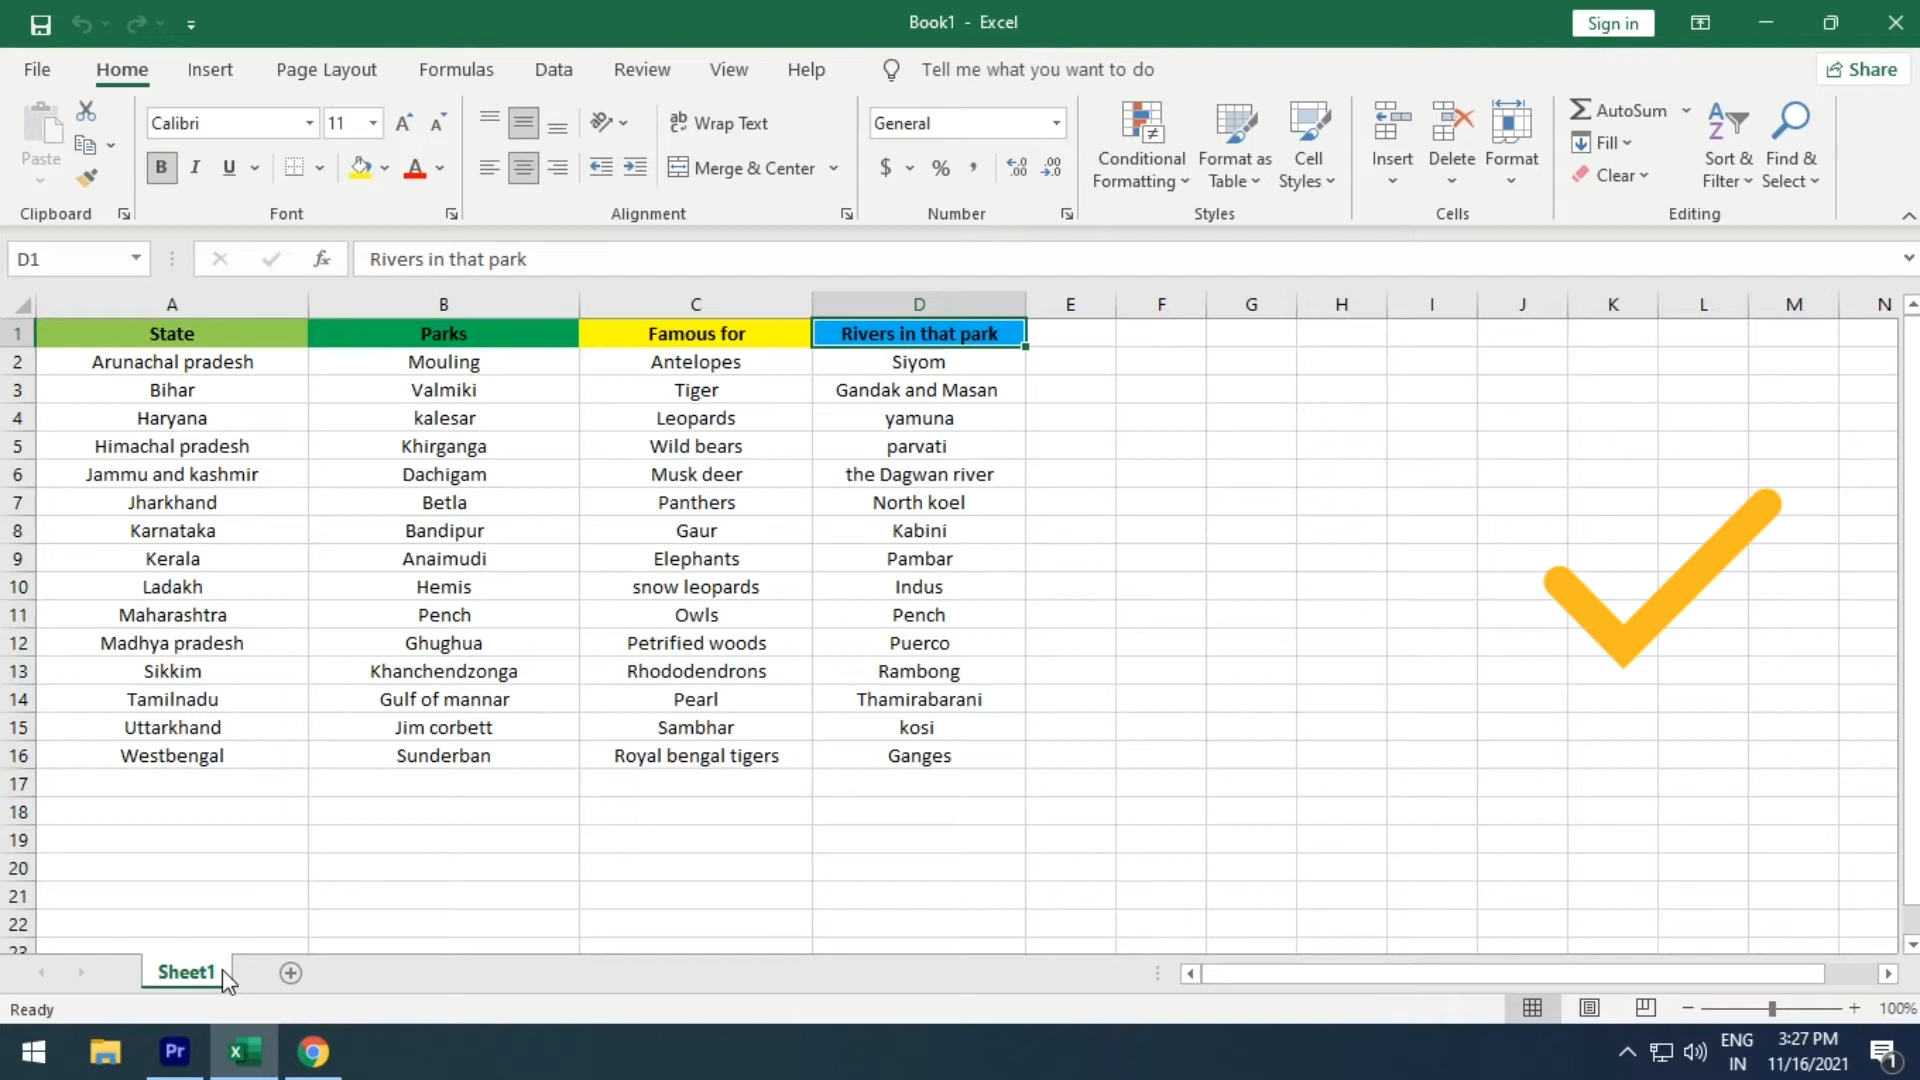 Book1 - Excel
Sign in
File Home Insert Page Layout Formulas Data Review View Help Tell me what you want to do Share
Paste
Calibri 11
B I U
Wrap Text
Merge & Center
General
$ % ,
Conditional Formatting
Format as Table
Cell Styles
Insert Delete Format
AutoSum
Fill
Clear
Sort & Filter
Find & Select
Clipboard Font Alignment Number Styles Cells Editing
D1 fx Rivers in that park
A B C D E F G H I J K L M N
1 State Parks Famous for Rivers in that park
2 Arunachal pradesh Mouling Antelopes Siyom
3 Bihar Valmiki Tiger Gandak and Masan
4 Haryana kalesar Leopards yamuna
5 Himachal pradesh Khirganga Wild bears parvati
6 Jammu and kashmir Dachigam Musk deer the Dagwan river
7 Jharkhand Betla Panthers North koel
8 Karnataka Bandipur Gaur Kabini
9 Kerala Anaimudi Elephants Pambar
10 Ladakh Hemis snow leopards Indus
11 Maharashtra Pench Owls Pench
12 Madhya pradesh Ghughua Petrified woods Puerco
13 Sikkim Khanchendzonga Rhododendrons Rambong
14 Tamilnadu Gulf of mannar Pearl Thamirabarani
15 Uttarkhand Jim corbett Sambhar kosi
16 Westbengal Sunderban Royal bengal tigers Ganges
17
18
19
20
21
22
23
Sheet1
Ready
100%
Pr
ENG
IN
3:27 PM
11/16/2021
1